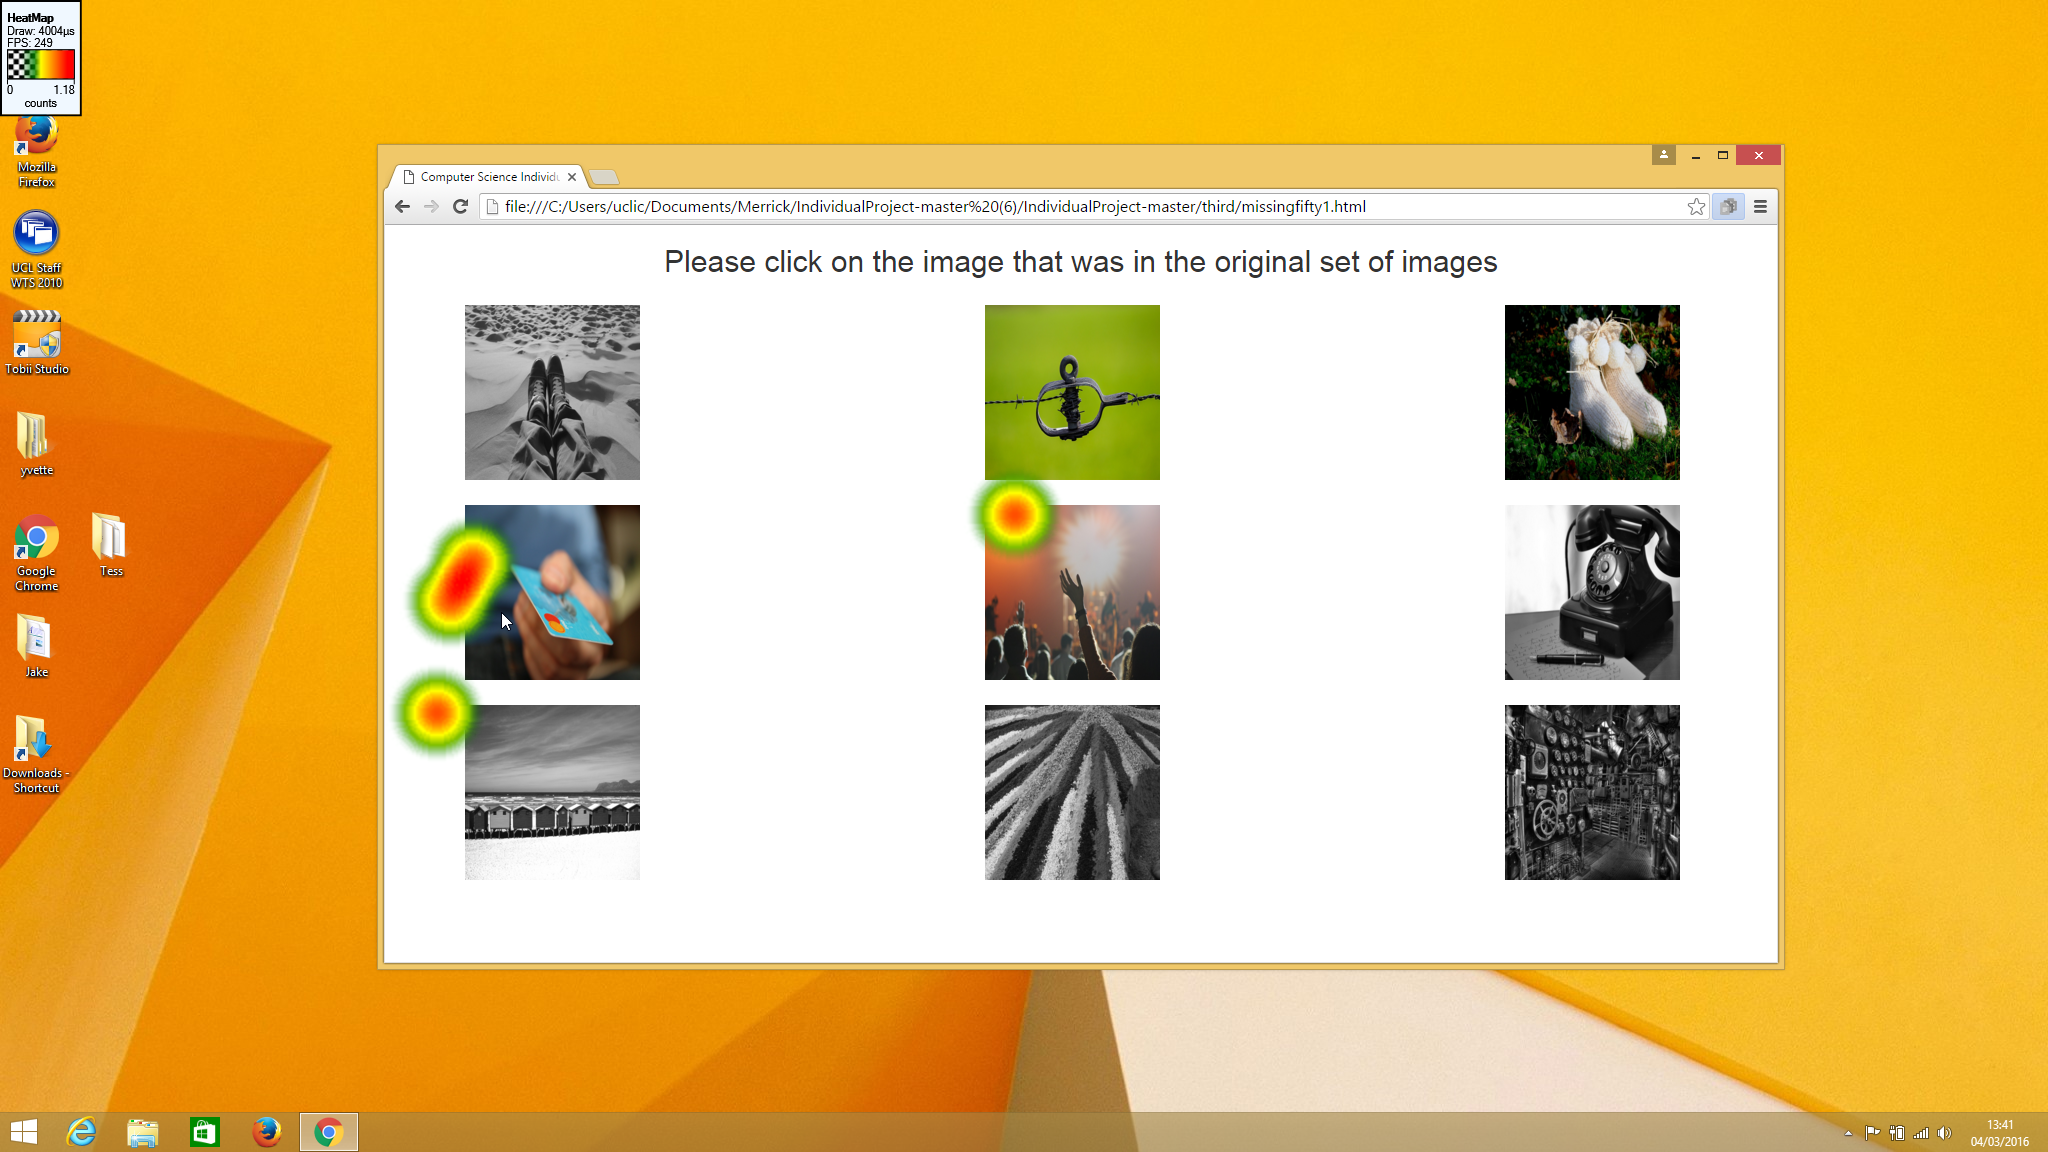 HeatMap
Draw: 4004µs
FPS: 249
0 1.18
counts
Mozilla
Firefox
UCL Staff
WTS 2010
Tobii Studio
yvette
Google
Chrome
Tess
Jake
Downloads -
Shortcut
Computer Science Individu
file:///C:/Users/uclic/Documents/Merrick/IndividualProject-master%20(6)/IndividualProject-master/third/missingfifty1.html
Please click on the image that was in the original set of images
13:41
04/03/2016